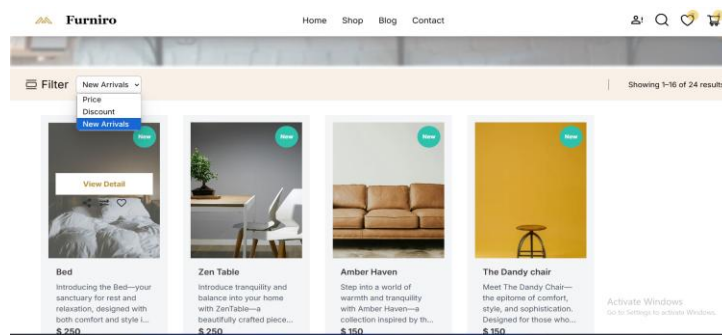 Furniro
Home Shop Blog Contact
Filter New Arrivals
Showing 1–16 of 24 results
Price
Discount
New Arrivals
New
New
New
New
View Detail
Bed
Introducing the Bed—your
sanctuary for rest and
relaxation, designed with
both comfort and style i...
$ 250
Zen Table
Introduce tranquility and
balance into your home
with ZenTable—a
beautifully crafted piece...
$ 250
Amber Haven
Step into a world of
warmth and tranquility
with Amber Haven—a
collection inspired by th...
$ 150
The Dandy chair
Meet The Dandy Chair—
the epitome of comfort,
style, and sophistication.
Designed for those who...
$ 150
Activate Windows
Go to Settings to activate Windows.